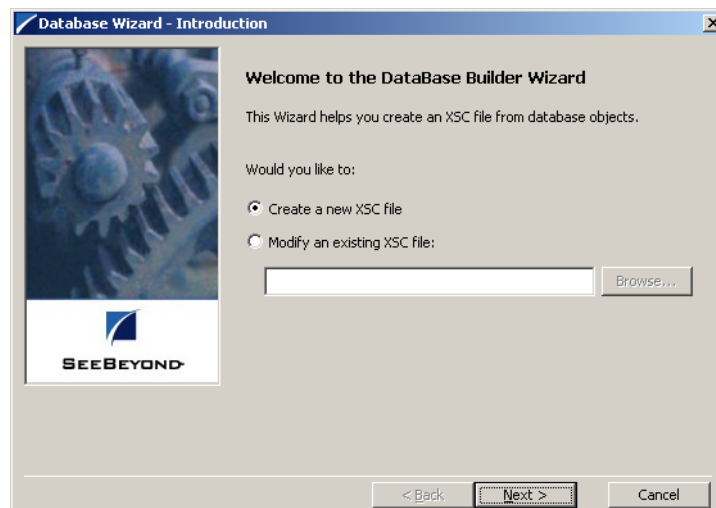 Database Wizard - Introduction
Welcome to the DataBase Builder Wizard
This Wizard helps you create an XSC file from database objects.
Would you like to:
Create a new XSC file
Modify an existing XSC file:
Browse...
SEEBEYOND
< Back
Next >
Cancel